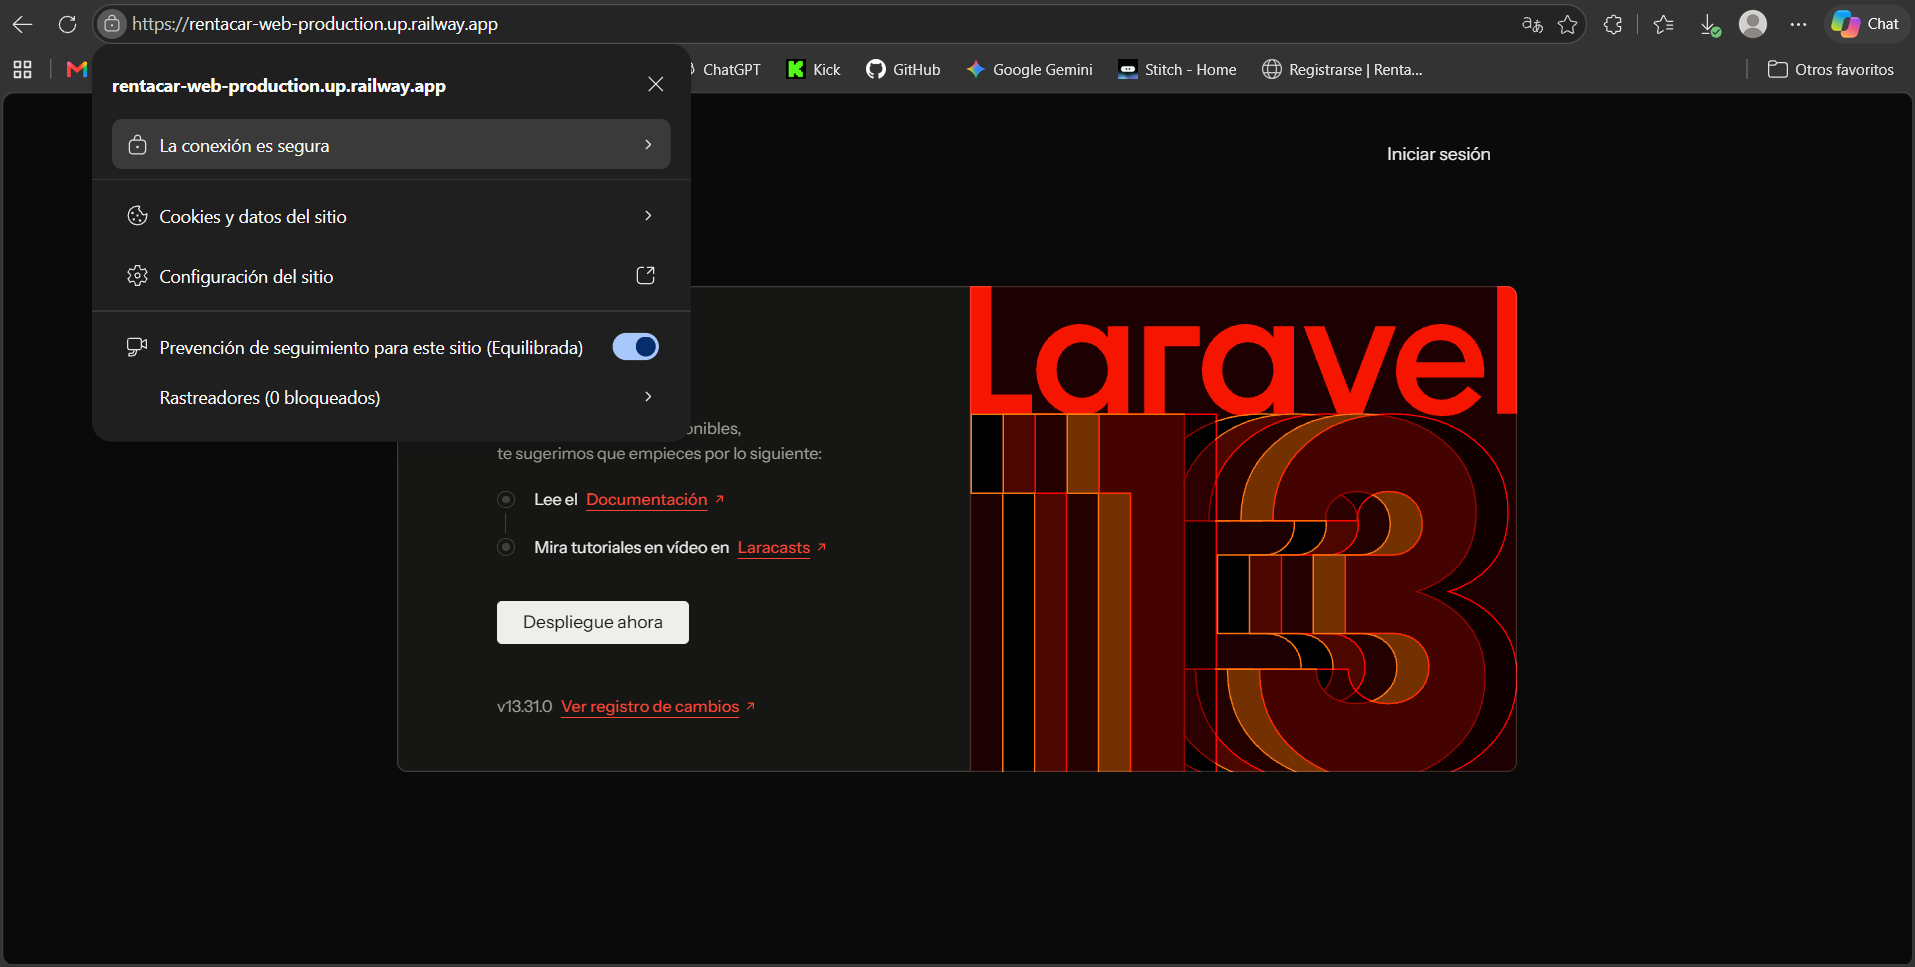 https://rentacar-web-production.up.railway.app
Chat
ChatGPT
Kick
GitHub
Google Gemini
Stitch - Home
Registrarse | Renta...
Otros favoritos
rentacar-web-production.up.railway.app
La conexión es segura
Cookies y datos del sitio
Configuración del sitio
Prevención de seguimiento para este sitio (Equilibrada)
Rastreadores (0 bloqueados)
Iniciar sesión
onibles,
te sugerimos que empieces por lo siguiente:
Lee el Documentación
Mira tutoriales en vídeo en Laracasts
Despliegue ahora
v13.31.0 Ver registro de cambios
Laravel
13